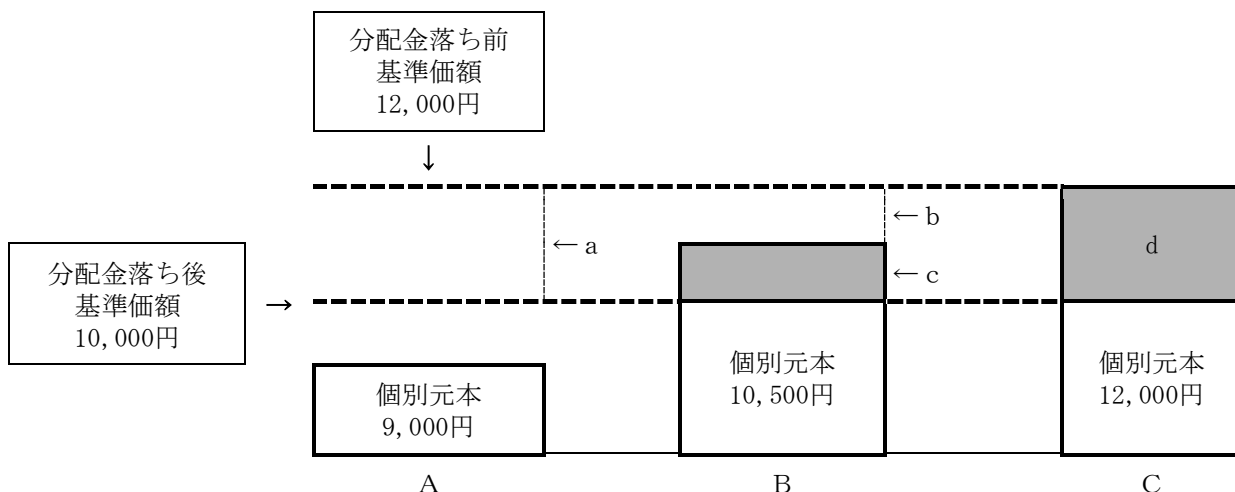 分配金落ち前
基準価額
12,000円
↓
← b
← a
d
分配金落ち後
基準価額
10,000円
→
← c
個別元本
9,000円
個別元本
10,500円
個別元本
12,000円
A
B
C